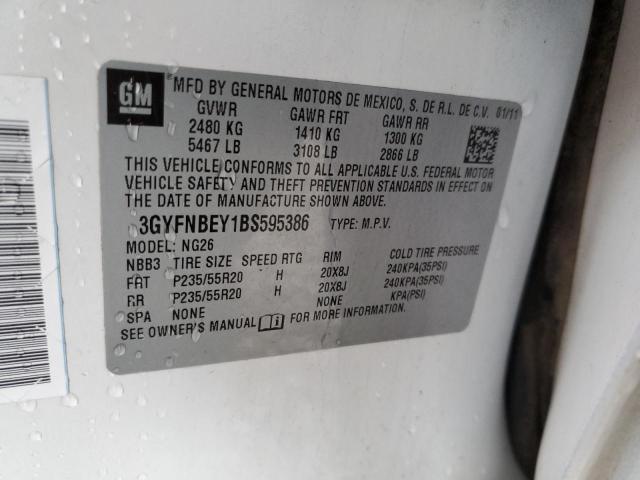 GM
MFD BY GENERAL MOTORS DE MEXICO, S. DE R.L. DE C.V. 01/11
GVWR GAWR FRT GAWR RR
2480 KG 1410 KG 1300 KG
5467 LB 3108 LB 2866 LB
THIS VEHICLE CONFORMS TO ALL APPLICABLE U.S. FEDERAL MOTOR
VEHICLE SAFETY AND THEFT PREVENTION STANDARDS IN EFFECT ON
THE DATE OF MANUFACTURE SHOWN ABOVE.
3GYFNBEY1BS595386 TYPE: M.P.V.
MODEL: NG26
NBB3 TIRE SIZE SPEED RTG RIM COLD TIRE PRESSURE
FRT P235/55R20 H 20X8J 240KPA(35PSI)
RR P235/55R20 H 20X8J 240KPA(35PSI)
SPA NONE NONE KPA(PSI)
SEE OWNER'S MANUAL FOR MORE INFORMATION.